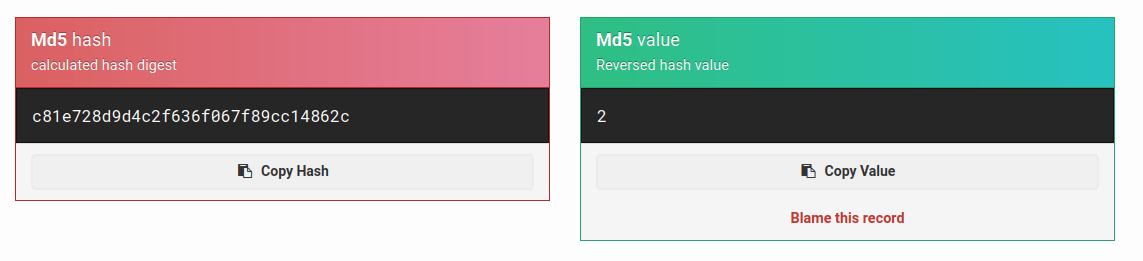 Md5 hash
calculated hash digest
c81e728d9d4c2f636f067f89cc14862c
Copy Hash
Md5 value
Reversed hash value
2
Copy Value
Blame this record